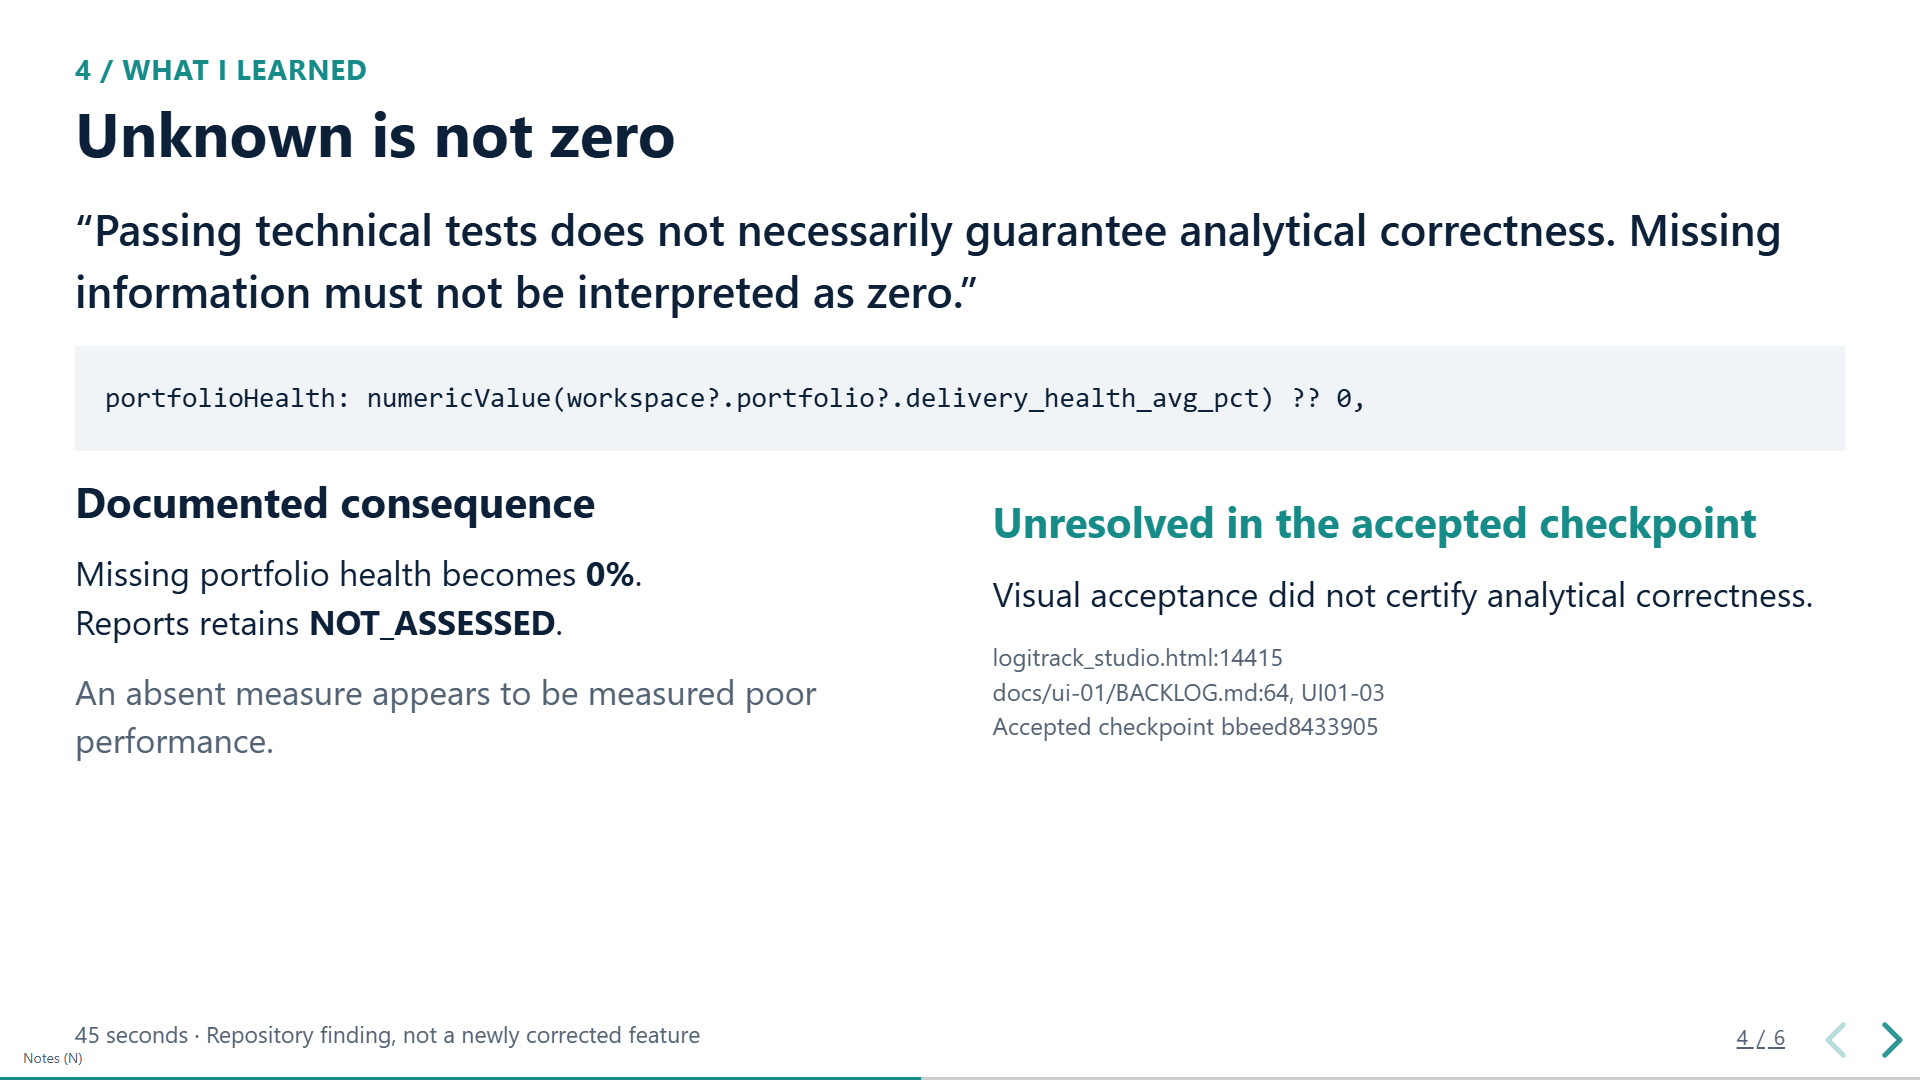 4 / WHAT I LEARNED
Unknown is not zero
“Passing technical tests does not necessarily guarantee analytical correctness. Missing
information must not be interpreted as zero.”
portfolioHealth: numericValue(workspace?.portfolio?.delivery_health_avg_pct) ?? 0,
Documented consequence
Missing portfolio health becomes 0%.
Reports retains NOT_ASSESSED.
An absent measure appears to be measured poor
performance.
Unresolved in the accepted checkpoint
Visual acceptance did not certify analytical correctness.
logitrack_studio.html:14415
docs/ui-01/BACKLOG.md:64, UI01-03
Accepted checkpoint bbeed8433905
45 seconds · Repository finding, not a newly corrected feature
Notes (N)
4 / 6